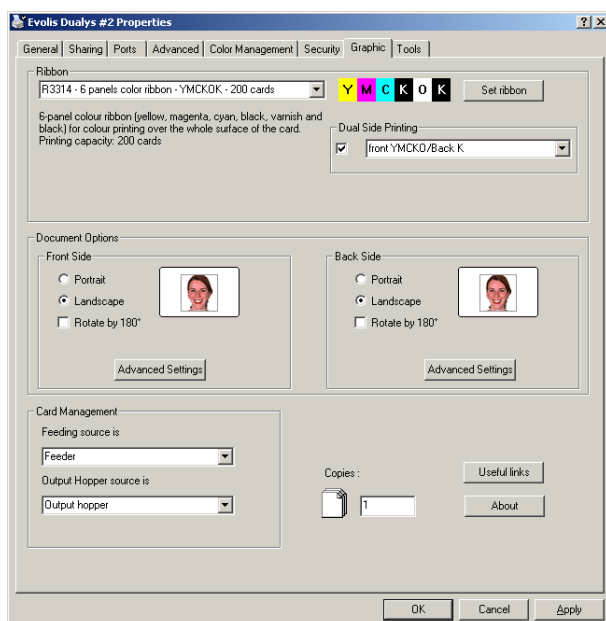 Evolis Dualys #2 Properties
General Sharing Ports Advanced Color Management Security Graphic Tools
Ribbon
R3314 - 6 panels color ribbon - YMCKOK - 200 cards
Y M C K O K
Set ribbon
6-panel colour ribbon (yellow, magenta, cyan, black, varnish and
black) for colour printing over the whole surface of the card.
Printing capacity: 200 cards
Dual Side Printing
front YMCKO/Back K
Document Options
Front Side
Portrait
Landscape
Rotate by 180°
Advanced Settings
Back Side
Portrait
Landscape
Rotate by 180°
Advanced Settings
Card Management
Feeding source is
Feeder
Output Hopper source is
Output hopper
Copies :
1
Useful links
About
OK Cancel Apply